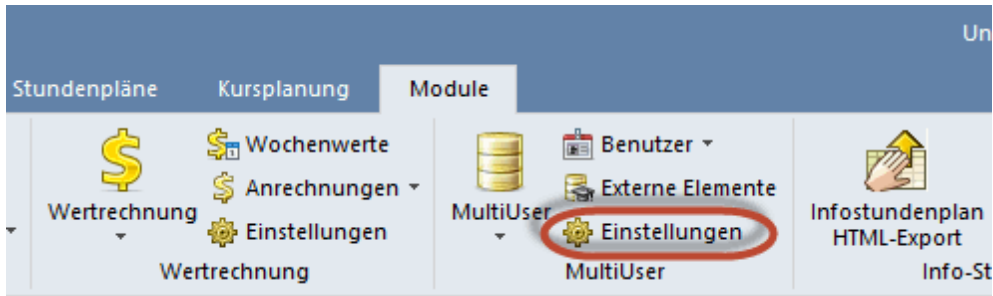 Un
Stundenpläne Kursplanung Module
Wochenwerte
Anrechnungen
Einstellungen
Wertrechnung
Wertrechnung
Benutzer
Externe Elemente
Einstellungen
MultiUser
MultiUser
Infostundenplan
HTML-Export
Info-St